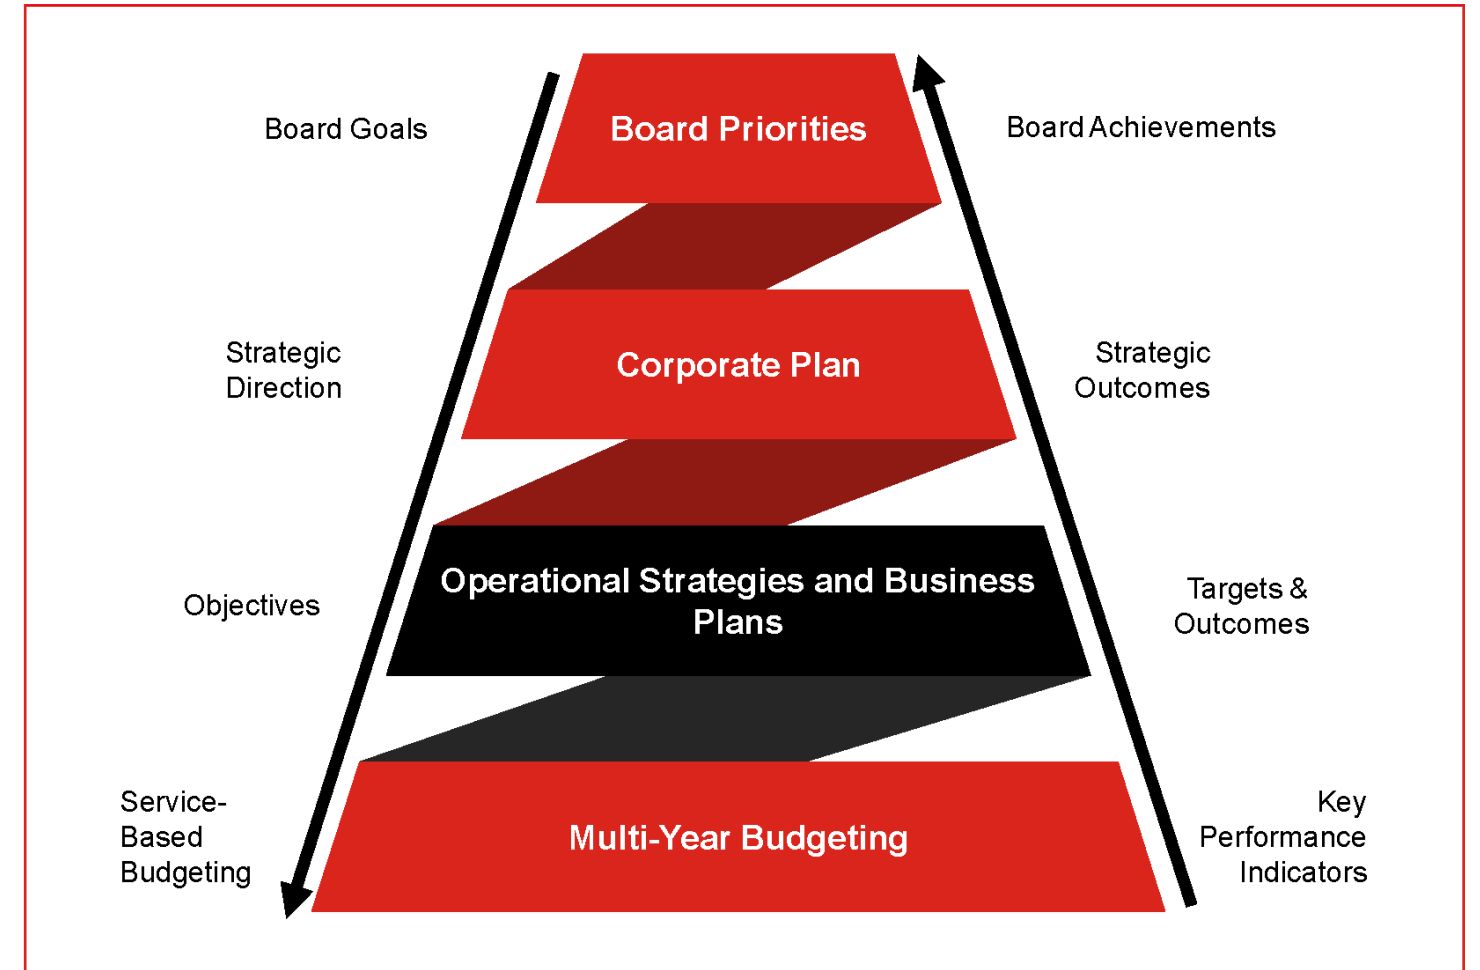 Board Goals
Board Priorities
Board Achievements
Strategic
Direction
Corporate Plan
Strategic
Outcomes
Objectives
Operational Strategies and Business
Plans
Targets &
Outcomes
Service-
Based
Budgeting
Multi-Year Budgeting
Key
Performance
Indicators